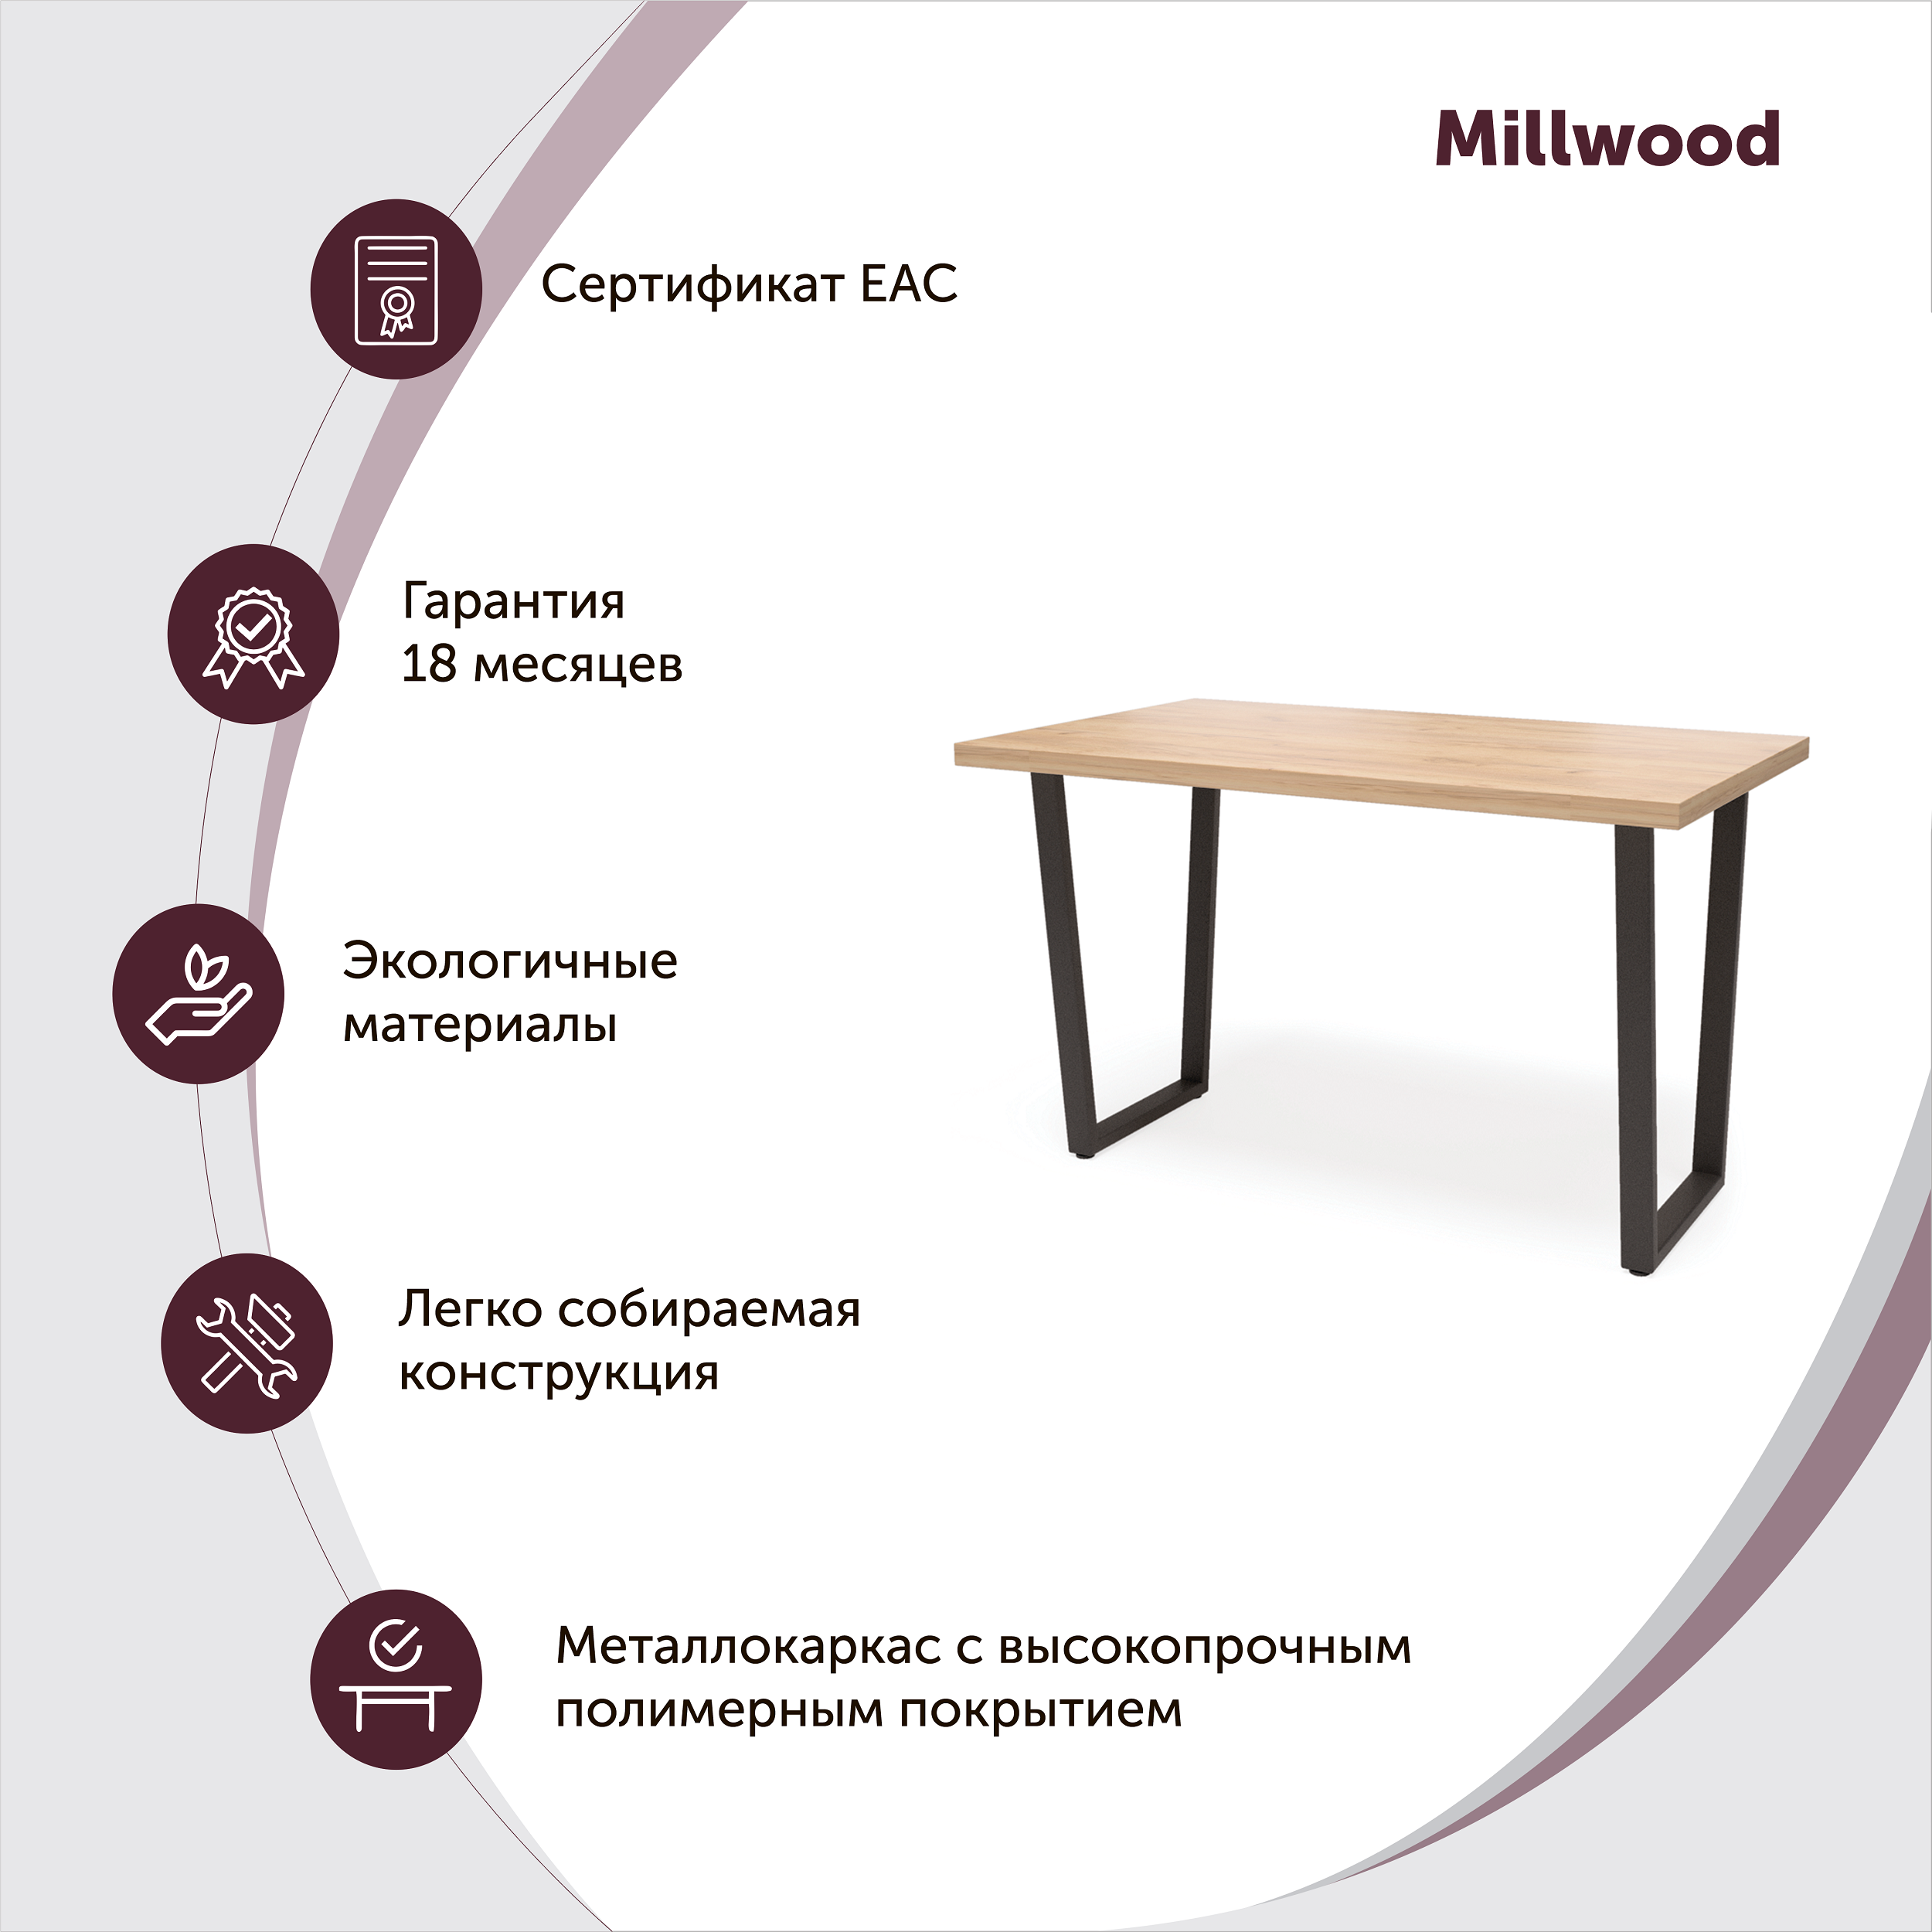 Millwood
Сертификат ЕАС
Гарантия
18 месяцев
Экологичные
материалы
Легко собираемая
конструкция
Металлокаркас с высокопрочным
полимерным покрытием